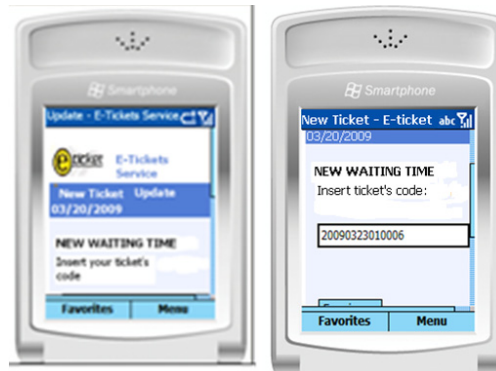 Smartphone
Update - E-Tickets Service
e-ticket E-Tickets
Service
New Ticket Update
03/20/2009
NEW WAITING TIME
Insert your ticket's
code
Favorites Menu
Smartphone
New Ticket - E-ticket abc
03/20/2009
NEW WAITING TIME
Insert ticket's code:
20090323010006
Favorites Menu